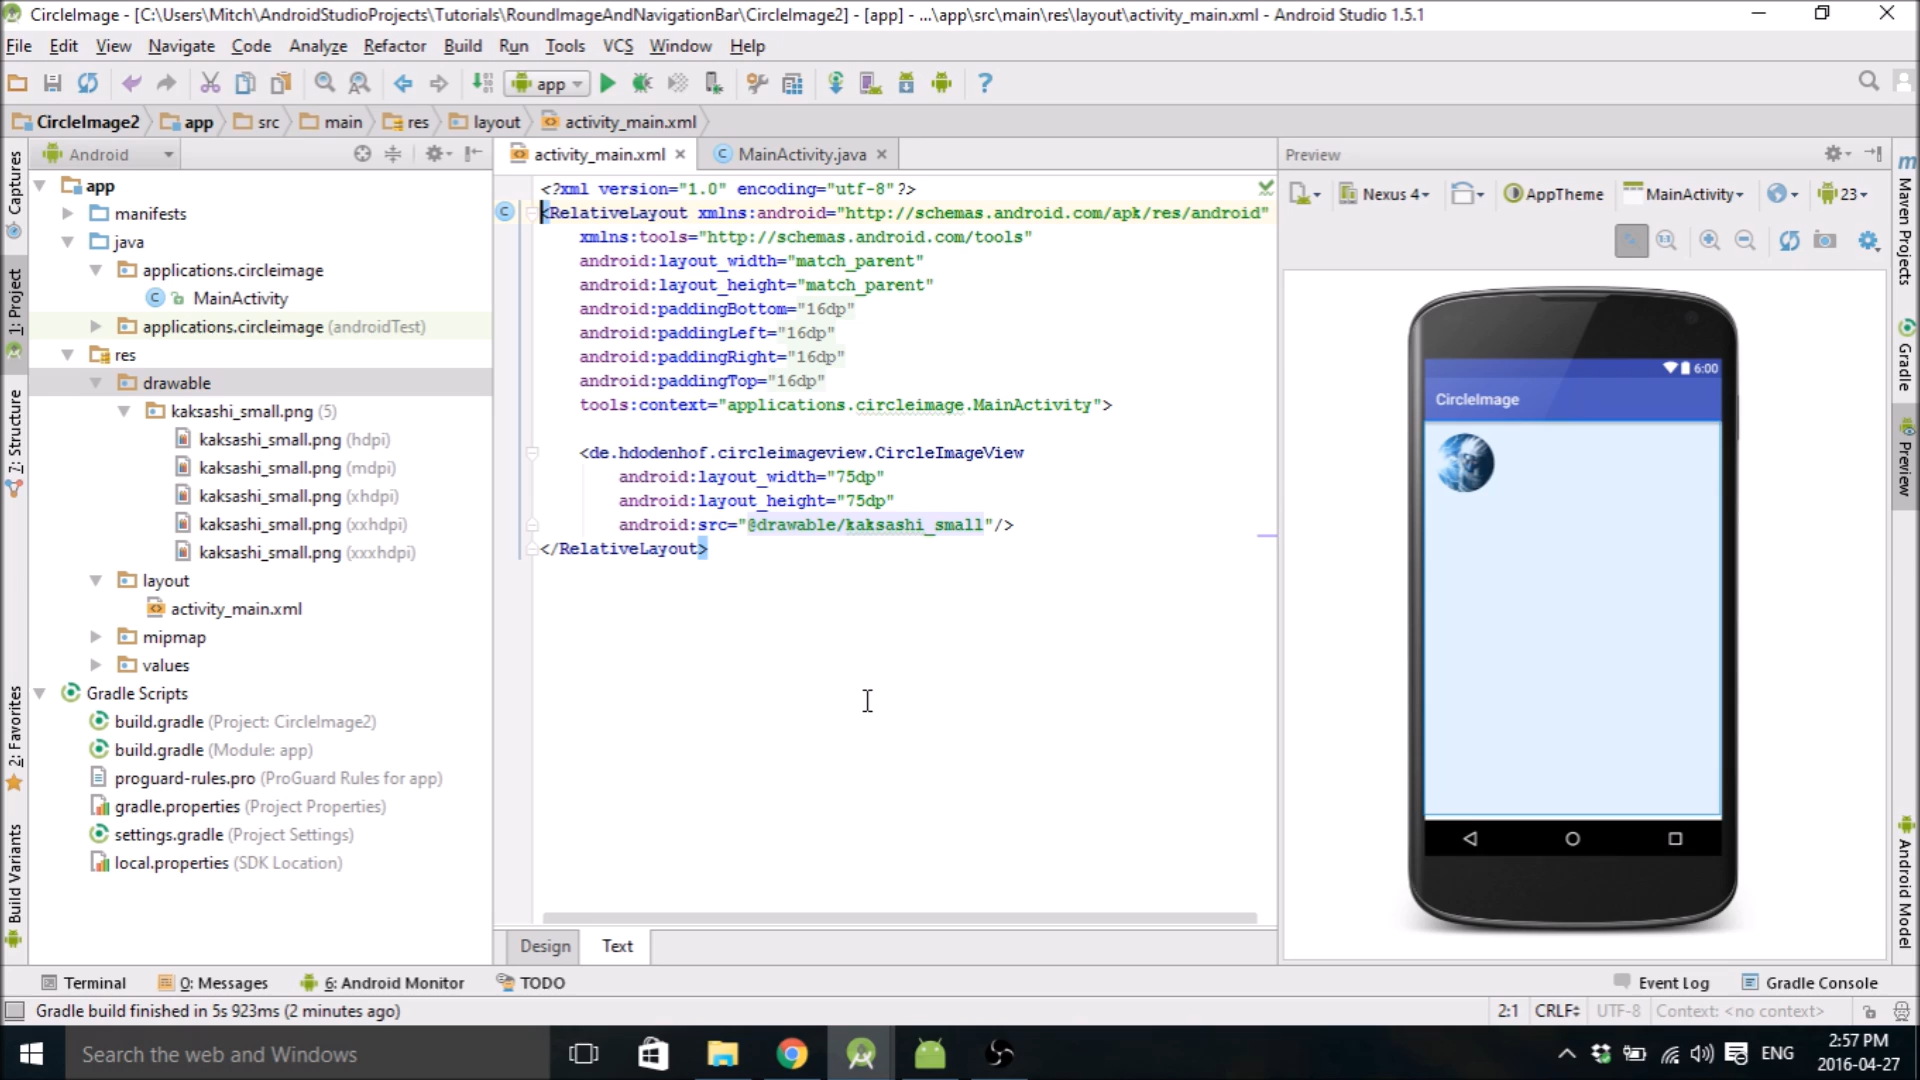 CircleImage - [C:\Users\Mitch\AndroidStudioProjects\Tutorials\RoundImageAndNavigationBar\CircleImage2] - [app] - ...\app\src\main\res\layout\activity_main.xml - Android Studio 1.5.1
File Edit View Navigate Code Analyze Refactor Build Run Tools VCS Window Help
app
CircleImage2 app src main res layout activity_main.xml
Android
activity_main.xml
MainActivity.java
Preview
Captures
1: Project
7: Structure
2: Favorites
Build Variants
app
manifests
java
applications.circleimage
MainActivity
applications.circleimage (androidTest)
res
drawable
kaksashi_small.png (5)
kaksashi_small.png (hdpi)
kaksashi_small.png (mdpi)
kaksashi_small.png (xhdpi)
kaksashi_small.png (xxhdpi)
kaksashi_small.png (xxxhdpi)
layout
activity_main.xml
mipmap
values
Gradle Scripts
build.gradle (Project: CircleImage2)
build.gradle (Module: app)
proguard-rules.pro (ProGuard Rules for app)
gradle.properties (Project Properties)
settings.gradle (Project Settings)
local.properties (SDK Location)
<?xml version="1.0" encoding="utf-8"?>
<RelativeLayout xmlns:android="http://schemas.android.com/apk/res/android"
xmlns:tools="http://schemas.android.com/tools"
android:layout_width="match_parent"
android:layout_height="match_parent"
android:paddingBottom="16dp"
android:paddingLeft="16dp"
android:paddingRight="16dp"
android:paddingTop="16dp"
tools:context="applications.circleimage.MainActivity">
<de.hdodenhof.circleimageview.CircleImageView
android:layout_width="75dp"
android:layout_height="75dp"
android:src="@drawable/kaksashi_small"/>
</RelativeLayout>
Design Text
Nexus 4 AppTheme MainActivity 23
1:1
6:00
CircleImage
m Maven Projects
Gradle
Preview
Android Model
Terminal 0: Messages 6: Android Monitor TODO Event Log Gradle Console
Gradle build finished in 5s 923ms (2 minutes ago) 2:1 CRLF UTF-8 Context: <no context>
Search the web and Windows
ENG
2:57 PM
2016-04-27